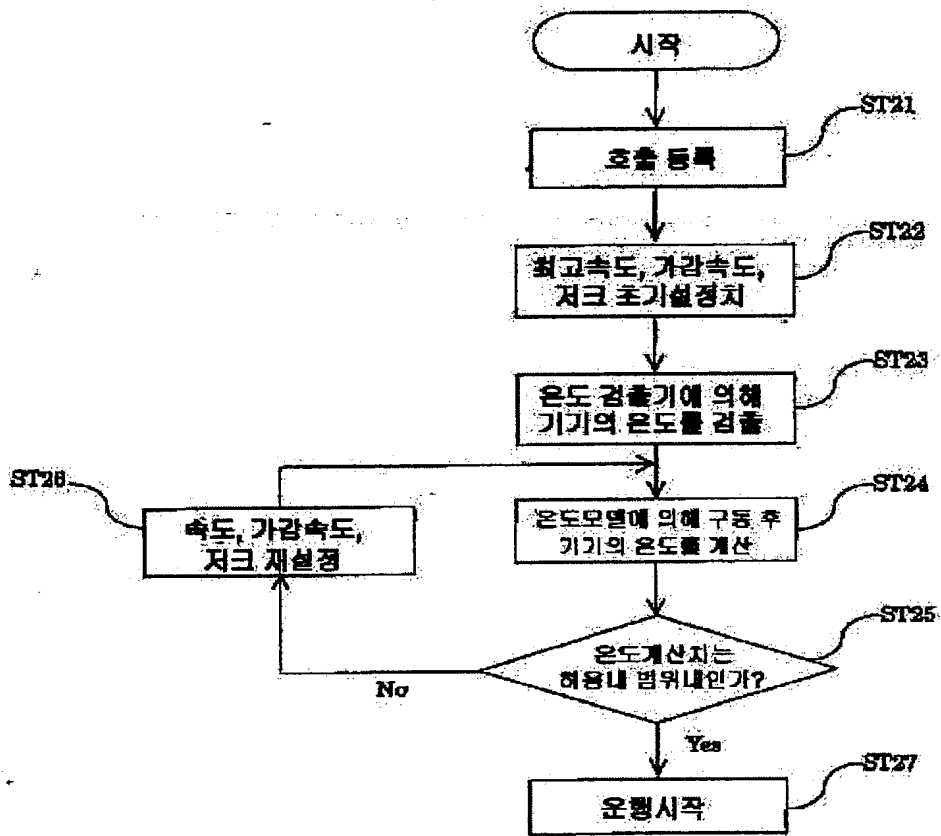 시작
ST21
호출 등록
ST22
최고속도, 가감속도,
저크 초기설정치
ST23
온도 검출기에 의해
기기의 온도를 검출
ST26
속도, 가감속도,
저크 재설정
ST24
온도모델에 의해 구동 후
기기의 온도를 계산
ST25
온도계산치는
허용내 범위내인가?
No
Yes
ST27
운행시작